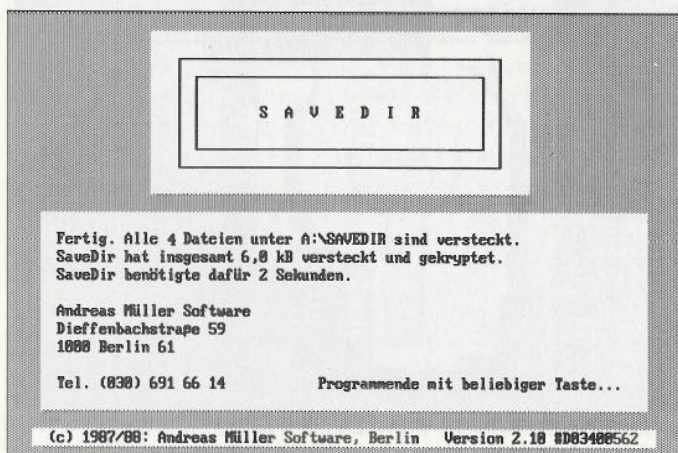 S A V E D I R
Fertig. Alle 4 Dateien unter A:\SAVEDIR sind versteckt.
SaveDir hat insgesamt 6,0 kB versteckt und gekryptet.
SaveDir benötigte dafür 2 Sekunden.
Andreas Müller Software
Dieffenbachstraße 59
1000 Berlin 61
Tel. (030) 691 66 14 Programmende mit beliebiger Taste...
(c) 1987/88: Andreas Müller Software, Berlin Version 2.10 #D03400562